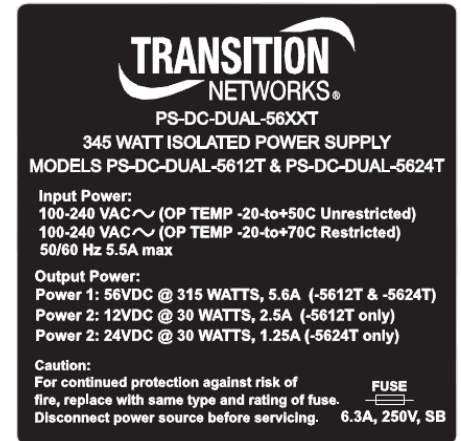 TRANSITION
NETWORKS®
PS-DC-DUAL-56XXT
345 WATT ISOLATED POWER SUPPLY
MODELS PS-DC-DUAL-5612T & PS-DC-DUAL-5624T
Input Power:
100-240 VAC∿ (OP TEMP -20-to+50C Unrestricted)
100-240 VAC∿ (OP TEMP -20-to+70C Restricted)
50/60 Hz 5.5A max
Output Power:
Power 1: 56VDC @ 315 WATTS, 5.6A (-5612T & -5624T)
Power 2: 12VDC @ 30 WATTS, 2.5A (-5612T only)
Power 2: 24VDC @ 30 WATTS, 1.25A (-5624T only)
Caution:
For continued protection against risk of
fire, replace with same type and rating of fuse.
Disconnect power source before servicing.
FUSE
6.3A, 250V, SB